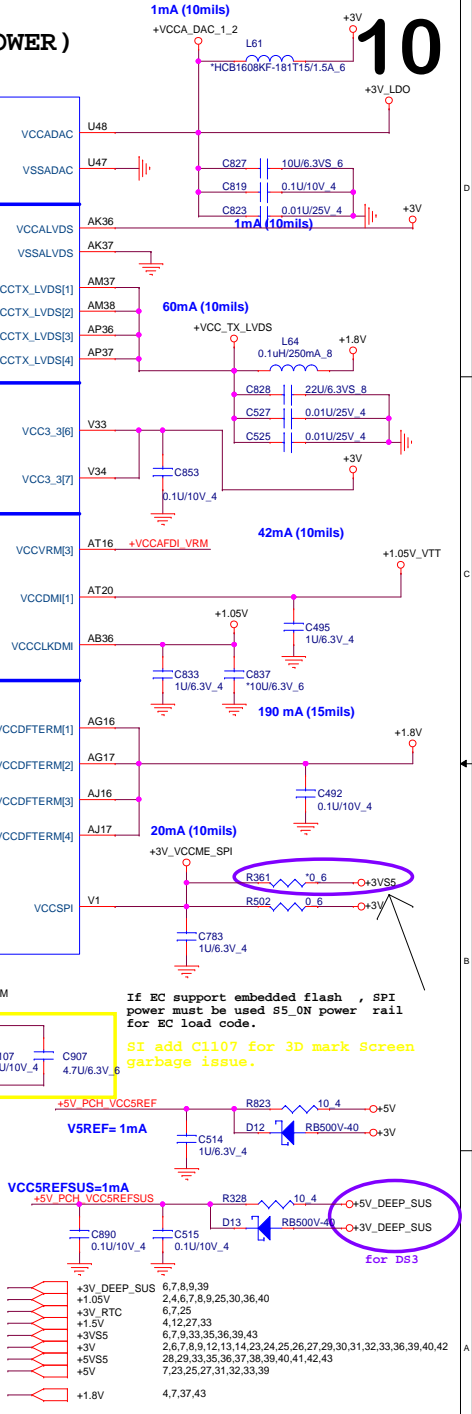 1mA (10mils)
+VCCA_DAC_1_2
+3V
10
OWER)
L61
*HCB1608KF-181T15/1.5A_6
+3V_LDO
VCCADAC U48
D
VSSADAC U47
C827 10U/6.3VS_6
C819 0.1U/10V_4
C823 0.01U/25V_4
1mA (10mils)
+3V
VCCALVDS AK36
VSSALVDS AK37
CCTX_LVDS[1] AM37
CCTX_LVDS[2] AM38
CCTX_LVDS[3] AP36
CCTX_LVDS[4] AP37
60mA (10mils)
+VCC_TX_LVDS
L64
0.1uH/250mA_8
+1.8V
C828 22U/6.3VS_8
C527 0.01U/25V_4
C525 0.01U/25V_4
VCC3_3[6] V33
VCC3_3[7] V34
+3V
C853
0.1U/10V_4
42mA (10mils)
VCCVRM[3] AT16 +VCCAFDI_VRM
+1.05V_VTT
C
VCCDMI[1] AT20
+1.05V
C495
1U/6.3V_4
VCCCLKDMI AB36
C833
1U/6.3V_4
C837
*10U/6.3V_6
190 mA (15mils)
+1.8V
VCCDFTERM[1] AG16
VCCDFTERM[2] AG17
VCCDFTERM[3] AJ16
VCCDFTERM[4] AJ17
C492
0.1U/10V_4
20mA (10mils)
+3V_VCCME_SPI
R361 *0_6 +3VS5
VCCSPI V1
R502 0_6 +3V
C783
1U/6.3V_4
B
M
If EC support embedded flash , SPI
power must be used S5_0N power rail
for EC load code.
SI add C1107 for 3D mark Screen
garbage issue.
107
U/10V_4
C907
4.7U/6.3V_6
+5V_PCH_VCC5REF
R823 10_4 +5V
V5REF= 1mA
D12 RB500V-40 +3V
C514
1U/6.3V_4
VCC5REFSUS=1mA
+5V_PCH_VCC5REFSUS
R328 10_4 +5V_DEEP_SUS
D13 RB500V-40 +3V_DEEP_SUS
C890
0.1U/10V_4
C515
0.1U/10V_4
for DS3
+3V_DEEP_SUS 6,7,8,9,39
+1.05V 2,4,6,7,8,9,25,30,36,40
+3V_RTC 6,7,25
+1.5V 4,12,27,33
+3VS5 6,7,9,33,35,36,39,43
+3V 2,6,7,8,9,12,13,14,23,24,25,26,27,29,30,31,32,33,36,39,40,42
A
+5VS5 28,29,33,35,36,37,38,39,40,41,42,43
+5V 7,23,25,27,31,32,33,39
+1.8V 4,7,37,43